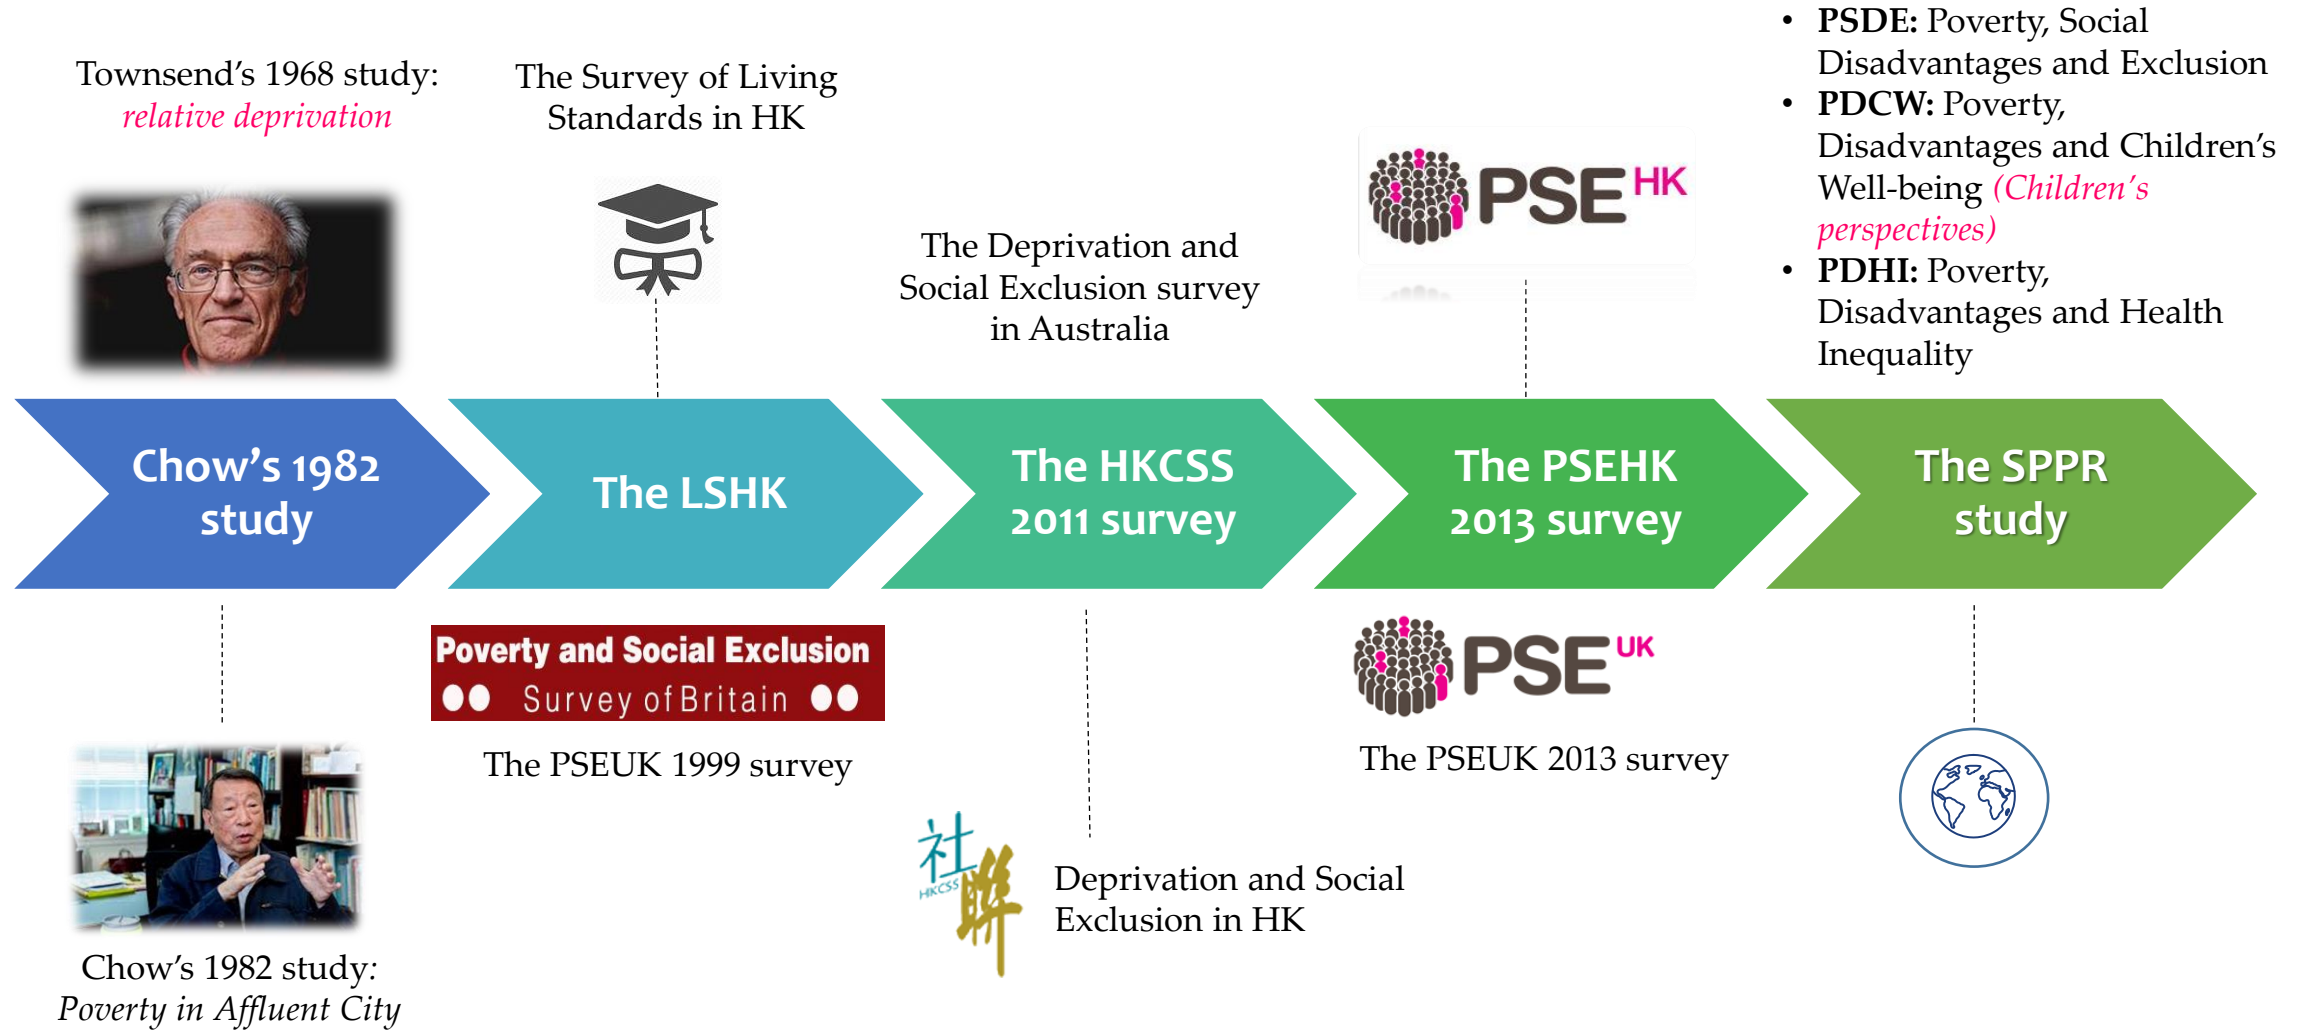 Townsend's 1968 study:
relative deprivation
The Survey of Living
Standards in HK
The Deprivation and
Social Exclusion survey
in Australia
PSE HK
• PSDE: Poverty, Social
Disadvantages and Exclusion
• PDCW: Poverty,
Disadvantages and Children's
Well-being (Children's
perspectives)
• PDHI: Poverty,
Disadvantages and Health
Inequality
Chow's 1982
study
The LSHK
The HKCSS
2011 survey
The PSEHK
2013 survey
The SPPR
study
Poverty and Social Exclusion
Survey of Britain
The PSEUK 1999 survey
PSE UK
The PSEUK 2013 survey
社
HKCSS
聯
Deprivation and Social
Exclusion in HK
Chow's 1982 study:
Poverty in Affluent City